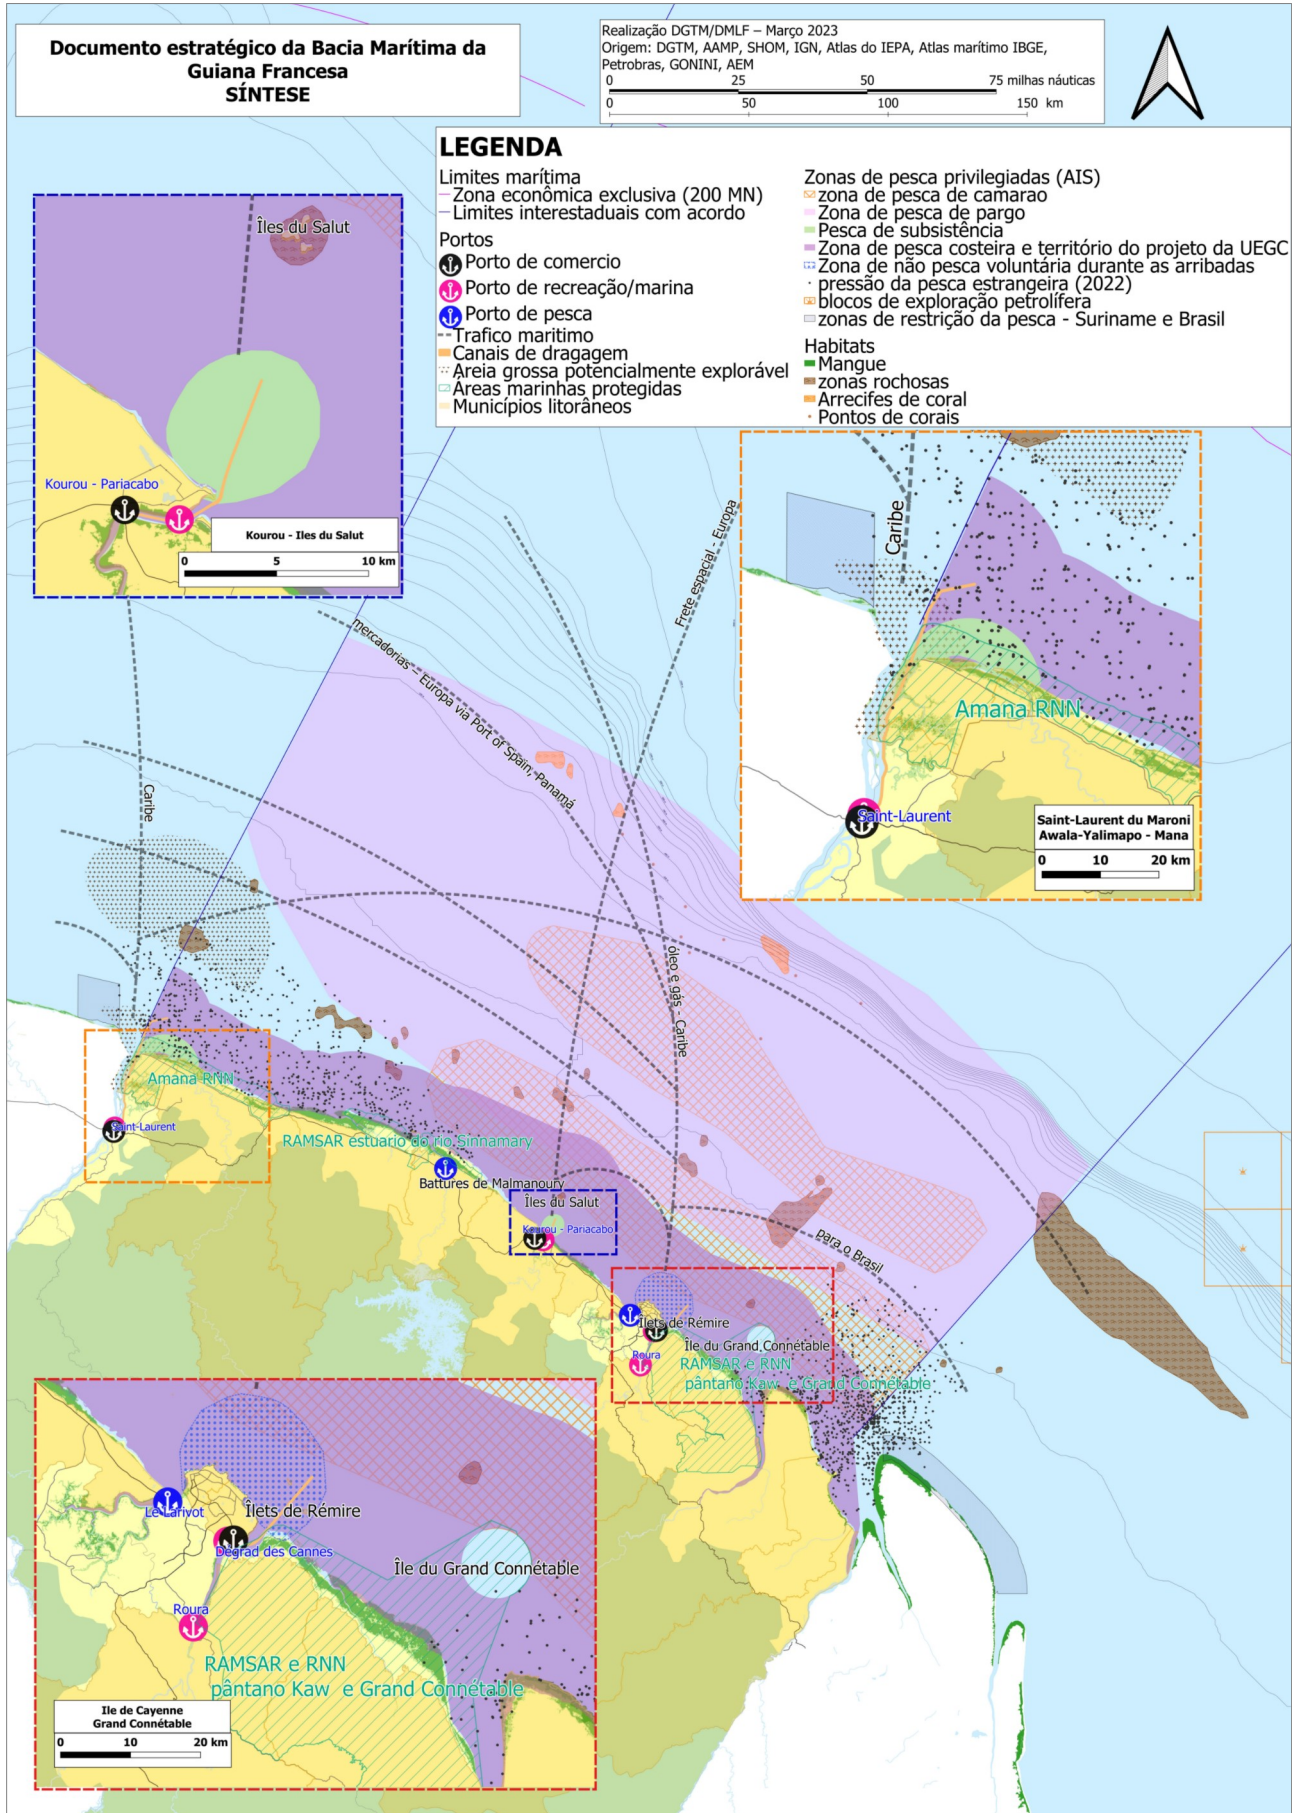 Documento estratégico da Bacia Marítima da
Guiana Francesa
SÍNTESE
Realização DGTM/DMLF – Março 2023
Origem: DGTM, AAMP, SHOM, IGN, Atlas do IEPA, Atlas marítimo IBGE,
Petrobras, GONINI, AEM
0 25 50 75 milhas náuticas
0 50 100 150 km
LEGENDA
Limites marítima
Zona econômica exclusiva (200 MN)
Limites interestaduais com acordo
Portos
Porto de comercio
Porto de recreação/marina
Porto de pesca
Trafico maritimo
Canais de dragagem
Areia grossa potencialmente explorável
Áreas marinhas protegidas
Municípios litorâneos
Zonas de pesca privilegiadas (AIS)
zona de pesca de camarao
Zona de pesca de pargo
Pesca de subsistência
Zona de pesca costeira e território do projeto da UEGC
Zona de não pesca voluntária durante as arribadas
pressão da pesca estrangeira (2022)
blocos de exploração petrolífera
zonas de restrição da pesca - Suriname e Brasil
Habitats
Mangue
zonas rochosas
Arrecifes de coral
Pontos de corais
Îles du Salut
Kourou - Pariacabo
Kourou - Iles du Salut
0 5 10 km
Caribe
Amana RNN
Saint-Laurent
Saint-Laurent du Maroni
Awala-Yalimapo - Mana
0 10 20 km
Frete espacial - Europa
mercadorias – Europa via Port of Spain, Panamá
Caribe
óleo e gás - Caribe
para o Brasil
Amana RNN
Saint-Laurent
RAMSAR estuario do rio Sinnamary
Battures de Malmanoury
Îles du Salut
Kourou - Pariacabo
Îlets de Rémire
Île du Grand Connétable
Roura
RAMSAR e RNN
pântano Kaw e Grand Connétable
Le Larivot
Îlets de Rémire
Dégrad des Cannes
Île du Grand Connétable
Roura
RAMSAR e RNN
pântano Kaw e Grand Connétable
Ile de Cayenne
Grand Connétable
0 10 20 km